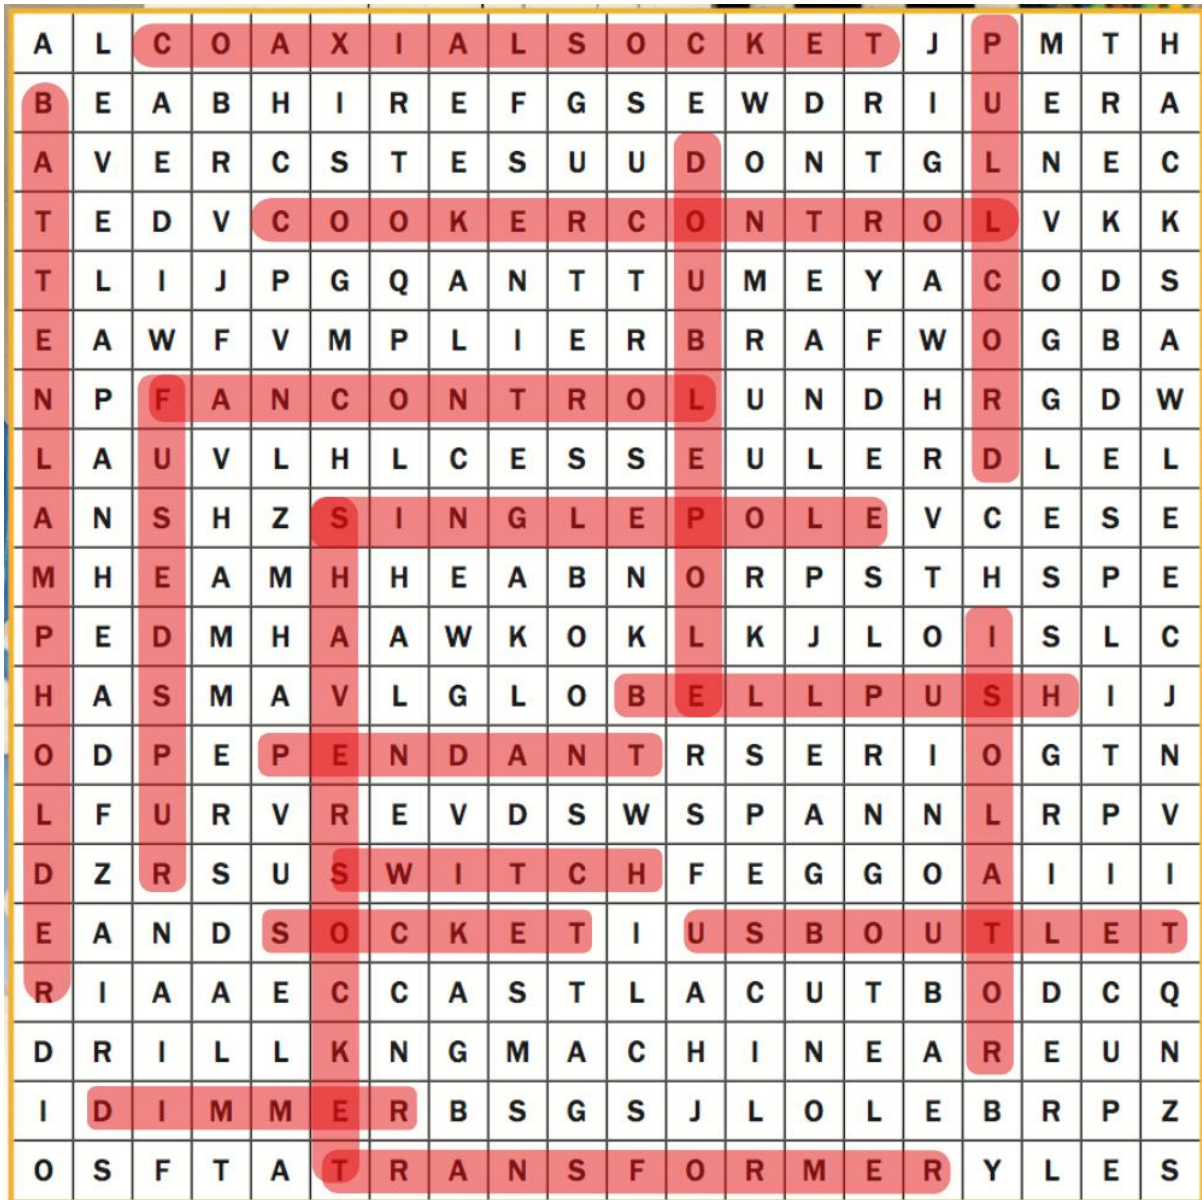 A L C O A X I A L S O C K E T J P M T H
B E A B H I R E F G S E W D R I U E R A
A V E R C S T E S U U D O N T G L N E C
T E D V C O O K E R C O N T R O L V K K
T L I J P G Q A N T T U M E Y A C O D S
E A W F V M P L I E R B R A F W O G B A
N P F A N C O N T R O L U N D H R G D W
L A U V L H L C E S S E U L E R D L E L
A N S H Z S I N G L E P O L E V C E S E
M H E A M H H E A B N O R P S T H S P E
P E D M H A A W K O K L K J L O I S L C
H A S M A V L G L O B E L L P U S H I J
O D P E P E N D A N T R S E R I O G T N
L F U R V R E V D S W S P A N N L R P V
D Z R S U S W I T C H F E G G O A I I I
E A N D S O C K E T I U S B O U T L E T
R I A A E C C A S T L A C U T B O D C Q
D R I L L K N G M A C H I N E A R E U N
I D I M M E R B S G S J L O L E B R P Z
O S F T A T R A N S F O R M E R Y L E S